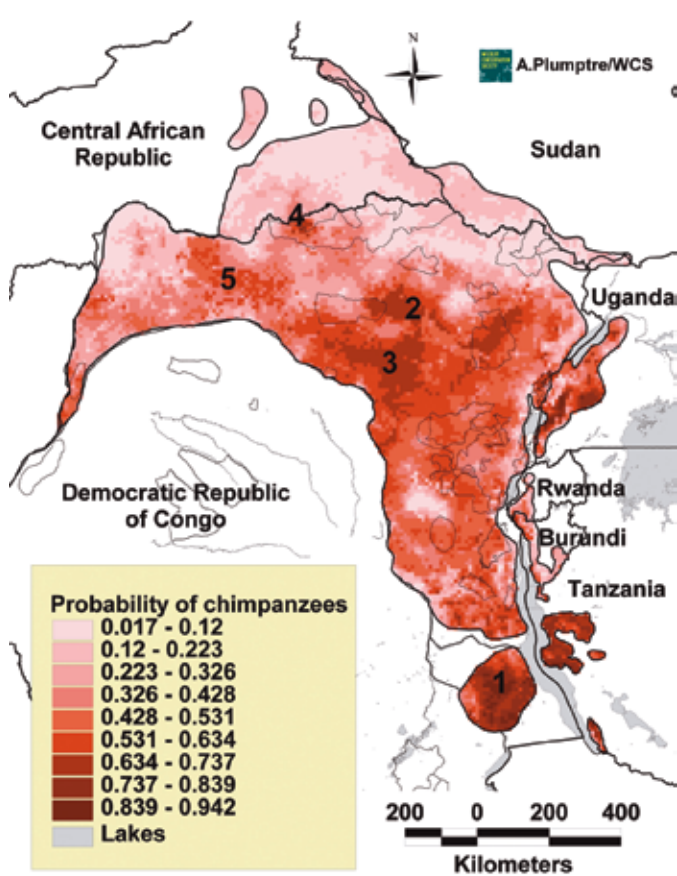 N
A.Plumptre/WCS
Central African
Republic
Sudan
4
5
2
Uganda
3
Democratic Republic
of Congo
Rwanda
Burundi
Tanzania
1
Probability of chimpanzees
0.017 - 0.12
0.12 - 0.223
0.223 - 0.326
0.326 - 0.428
0.428 - 0.531
0.531 - 0.634
0.634 - 0.737
0.737 - 0.839
0.839 - 0.942
Lakes
200 0 200 400
Kilometers